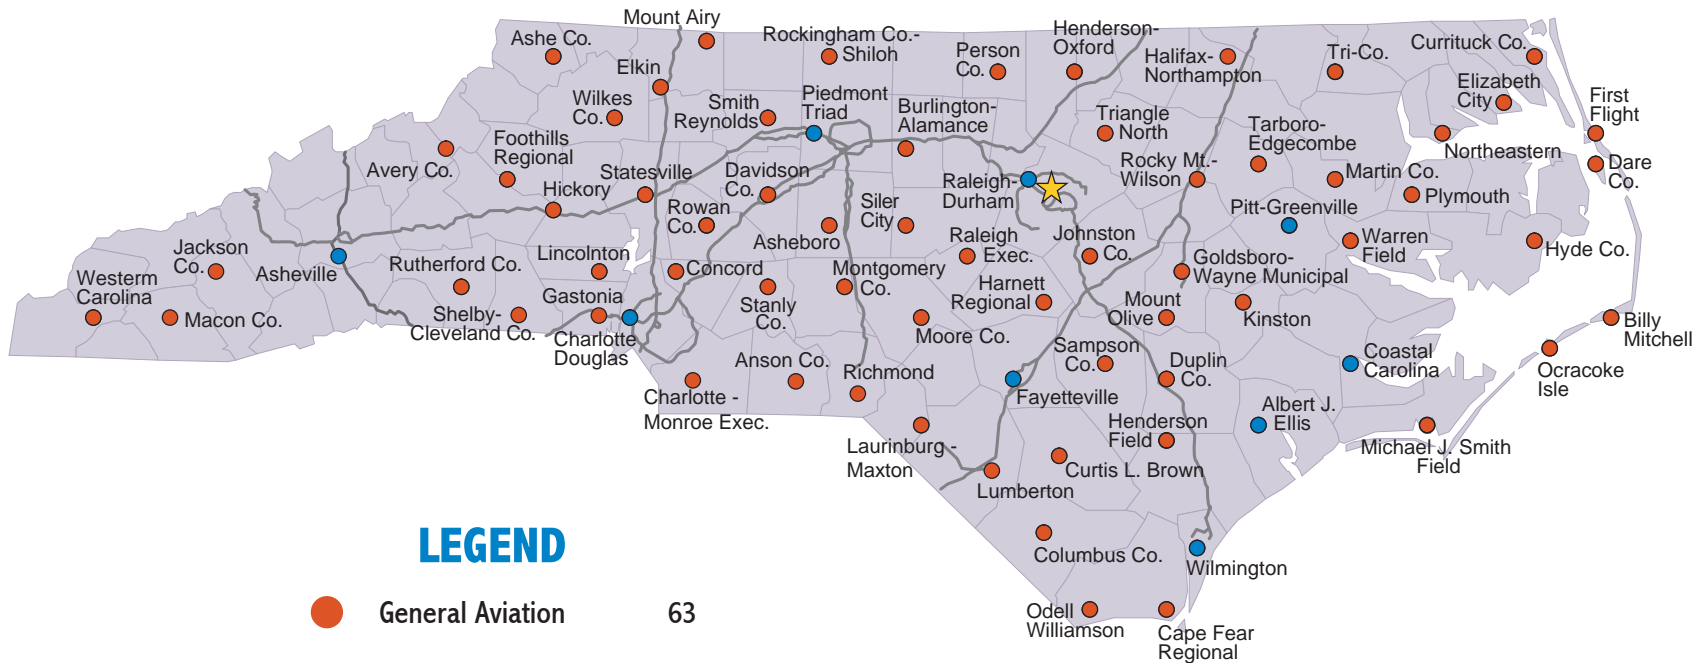 Mount Airy
Ashe Co.
Rockingham Co.-
Shiloh
Person
Co.
Henderson-
Oxford
Halifax-
Northampton
Tri-Co.
Currituck Co.
Elkin
Wilkes
Co.
Smith
Reynolds
Piedmont
Triad
Burlington-
Alamance
Triangle
North
Tarboro-
Edgecombe
Elizabeth
City
First
Flight
Avery Co.
Foothills
Regional
Hickory
Statesville
Davidson
Co.
Rowan
Co.
Asheboro
Siler
City
Raleigh-
Durham
Rocky Mt.-
Wilson
Martin Co.
Northeastern
Plymouth
Dare
Co.
Pitt-Greenville
Warren
Field
Hyde Co.
Western
Carolina
Jackson
Co.
Macon Co.
Asheville
Rutherford Co.
Shelby-
Cleveland Co.
Lincolnton
Gastonia
Charlotte
Douglas
Concord
Stanly
Co.
Montgomery
Co.
Raleigh
Exec.
Harnett
Regional
Johnston
Co.
Goldsboro-
Wayne Municipal
Mount
Olive
Kinston
Moore Co.
Anson Co.
Richmond
Charlotte -
Monroe Exec.
Sampson
Co.
Duplin
Co.
Fayetteville
Coastal
Carolina
Albert J.
Ellis
Billy
Mitchell
Ocracoke
Isle
Michael J. Smith
Field
Laurinburg -
Maxton
Henderson
Field
Curtis L. Brown
Lumberton
Columbus Co.
Wilmington
Odell
Williamson
Cape Fear
Regional
LEGEND
General Aviation 63